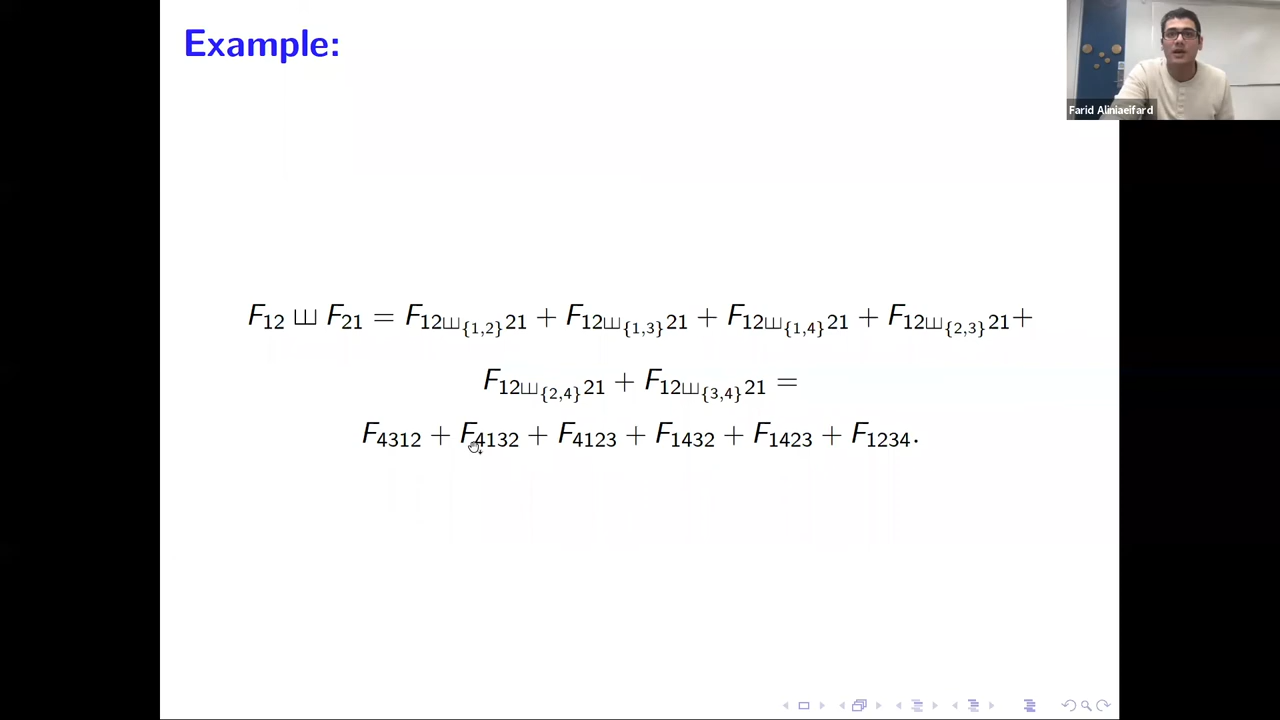 Example:
Farid Aliniaeifard
F₁₂ ⧢ F₂₁ = F₁₂⧢_{1,2}₂₁ + F₁₂⧢_{1,3}₂₁ + F₁₂⧢_{1,4}₂₁ + F₁₂⧢_{2,3}₂₁+
F₁₂⧢_{2,4}₂₁ + F₁₂⧢_{3,4}₂₁ =
F₄₃₁₂ + F₄₁₃₂ + F₄₁₂₃ + F₁₄₃₂ + F₁₄₂₃ + F₁₂₃₄.